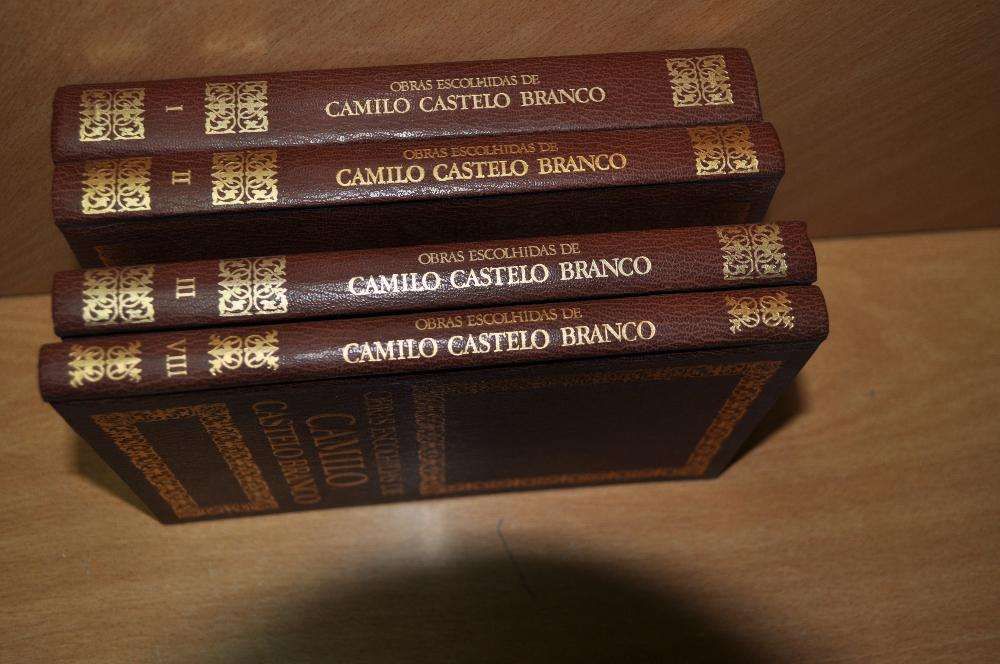 I
OBRAS ESCOLHIDAS DE
CAMILO CASTELO BRANCO
II
OBRAS ESCOLHIDAS DE
CAMILO CASTELO BRANCO
III
OBRAS ESCOLHIDAS DE
CAMILO CASTELO BRANCO
VIII
OBRAS ESCOLHIDAS DE
CAMILO CASTELO BRANCO
OBRAS ESCOLHIDAS DE
CAMILO
CASTELO BRANCO